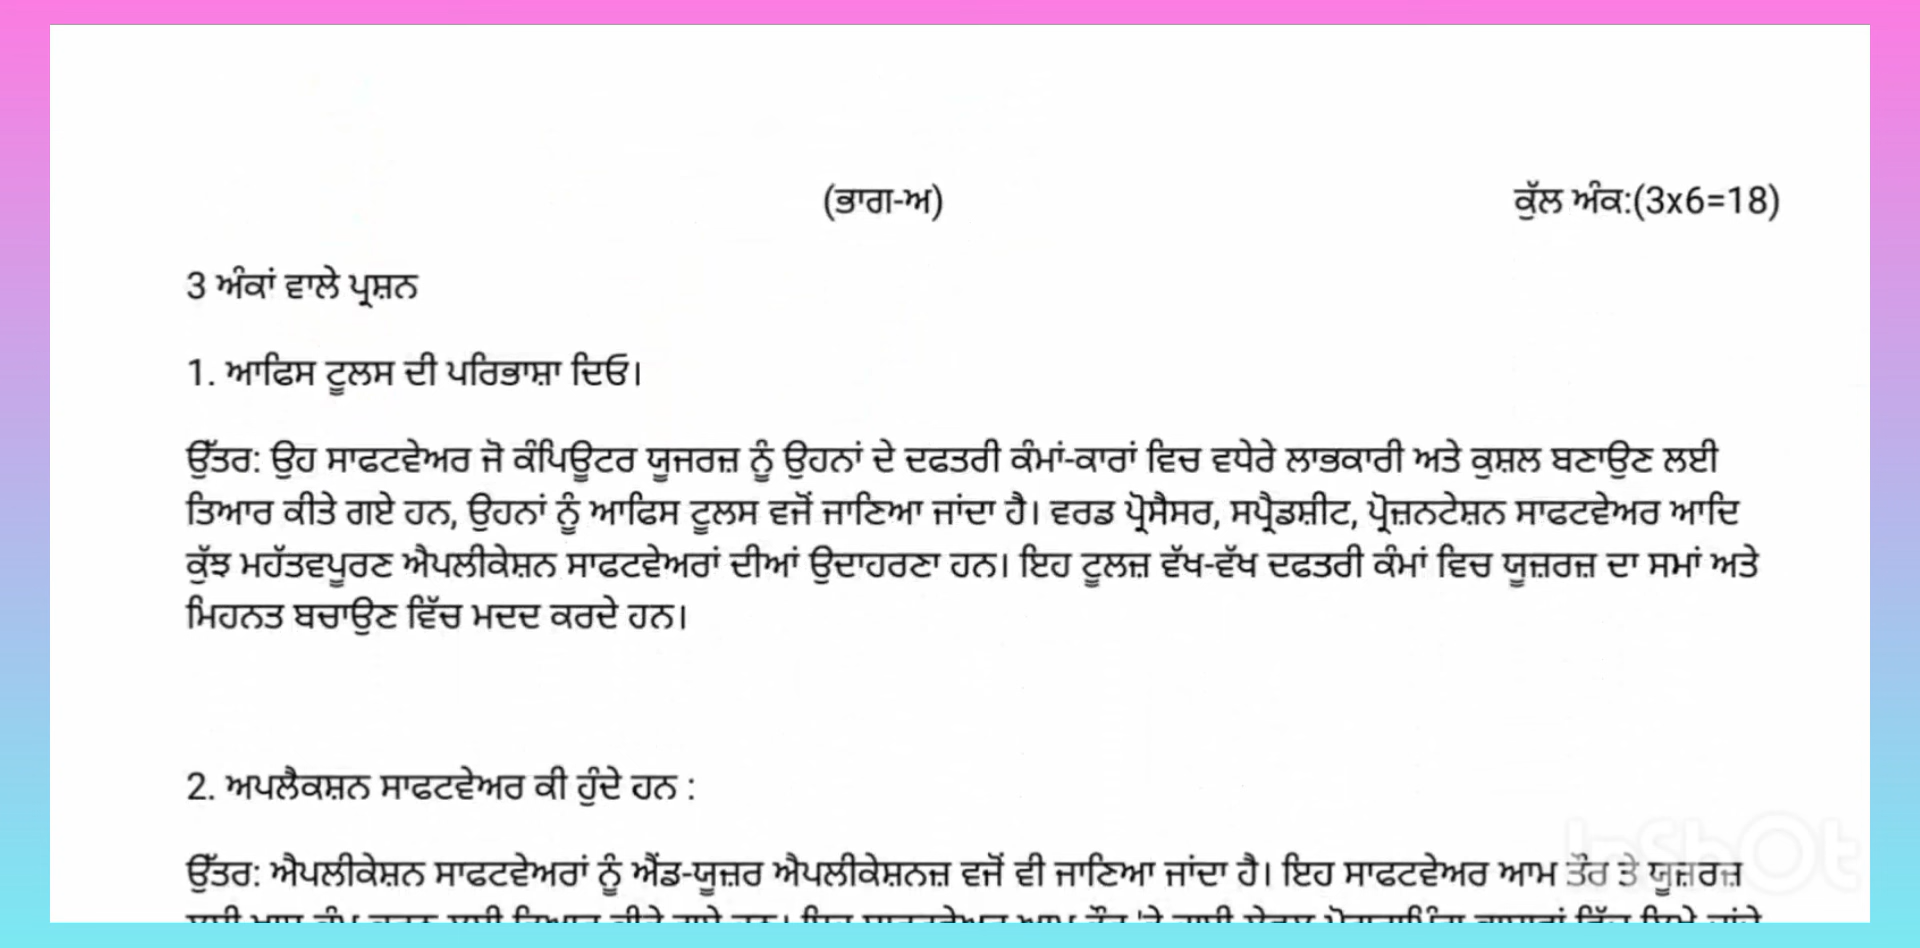 (ਭਾਗ-ਅ)
ਕੁੱਲ ਅੰਕ:(3x6=18)
3 ਅੰਕਾਂ ਵਾਲੇ ਪ੍ਰਸ਼ਨ
1. ਆਫਿਸ ਟੂਲਸ ਦੀ ਪਰਿਭਾਸ਼ਾ ਦਿਓ।
ਉੱਤਰ: ਉਹ ਸਾਫਟਵੇਅਰ ਜੋ ਕੰਪਿਊਟਰ ਯੂਜਰਜ਼ ਨੂੰ ਉਹਨਾਂ ਦੇ ਦਫਤਰੀ ਕੰਮਾਂ-ਕਾਰਾਂ ਵਿਚ ਵਧੇਰੇ ਲਾਭਕਾਰੀ ਅਤੇ ਕੁਸ਼ਲ ਬਣਾਉਣ ਲਈ
ਤਿਆਰ ਕੀਤੇ ਗਏ ਹਨ, ਉਹਨਾਂ ਨੂੰ ਆਫਿਸ ਟੂਲਸ ਵਜੋਂ ਜਾਣਿਆ ਜਾਂਦਾ ਹੈ। ਵਰਡ ਪ੍ਰੋਸੈਸਰ, ਸਪ੍ਰੈਡਸ਼ੀਟ, ਪ੍ਰੇਜ਼ਨਟੇਸ਼ਨ ਸਾਫਟਵੇਅਰ ਆਦਿ
ਕੁੱਝ ਮਹੱਤਵਪੂਰਣ ਐਪਲੀਕੇਸ਼ਨ ਸਾਫਟਵੇਅਰਾਂ ਦੀਆਂ ਉਦਾਹਰਣਾ ਹਨ। ਇਹ ਟੂਲਜ਼ ਵੱਖ-ਵੱਖ ਦਫਤਰੀ ਕੰਮਾਂ ਵਿਚ ਯੂਜ਼ਰਜ਼ ਦਾ ਸਮਾਂ ਅਤੇ
ਮਿਹਨਤ ਬਚਾਉਣ ਵਿੱਚ ਮਦਦ ਕਰਦੇ ਹਨ।
2. ਅਪਲੈਕਸ਼ਨ ਸਾਫਟਵੇਅਰ ਕੀ ਹੁੰਦੇ ਹਨ :
ਉੱਤਰ: ਐਪਲੀਕੇਸ਼ਨ ਸਾਫਟਵੇਅਰਾਂ ਨੂੰ ਐਂਡ-ਯੂਜ਼ਰ ਐਪਲੀਕੇਸ਼ਨਜ਼ ਵਜੋਂ ਵੀ ਜਾਣਿਆ ਜਾਂਦਾ ਹੈ। ਇਹ ਸਾਫਟਵੇਅਰ ਆਮ ਤੌਰ ਤੇ ਯੂਜ਼ਰਜ਼
InShOt